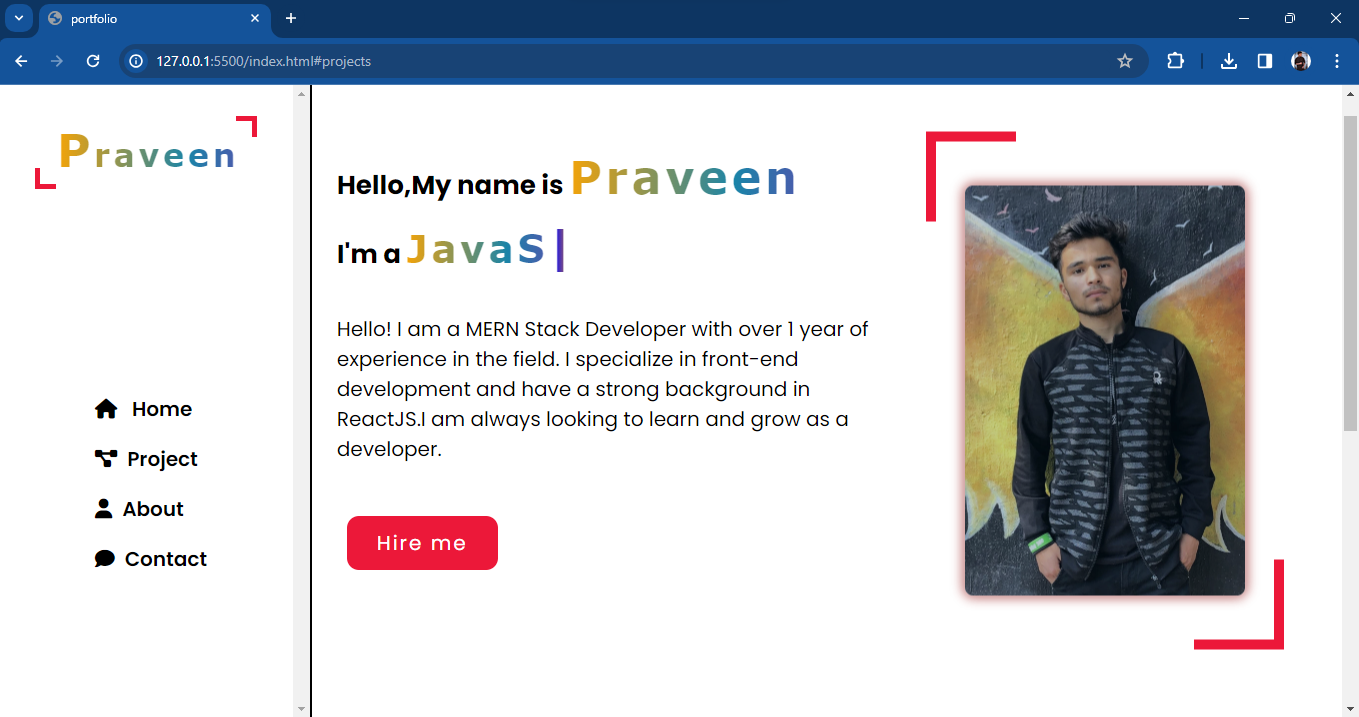 portfolio
127.0.0.1:5500/index.html#projects
Praveen
Home
Project
About
Contact
Hello,My name is Praveen
I'm a JavaS|
Hello! I am a MERN Stack Developer with over 1 year of
experience in the field. I specialize in front-end
development and have a strong background in
ReactJS.I am always looking to learn and grow as a
developer.
Hire me